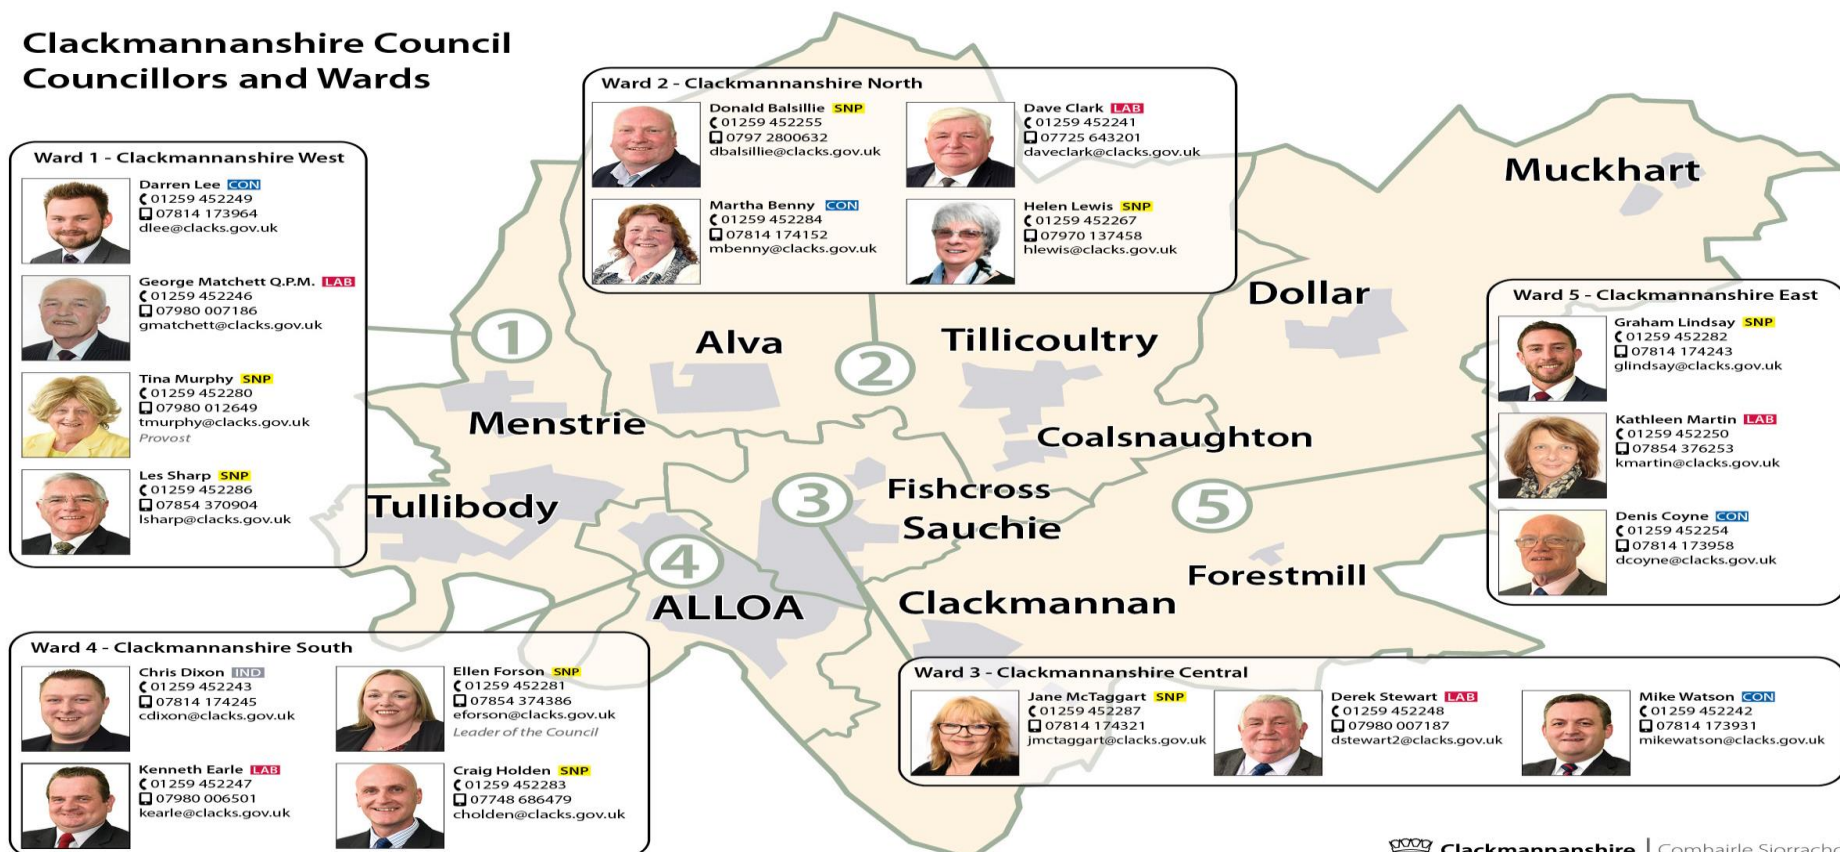 Clackmannanshire Council
Councillors and Wards
Ward 1 - Clackmannanshire West
Darren Lee CON
01259 452249
07814 173964
dlee@clacks.gov.uk
George Matchett Q.P.M. LAB
01259 452246
07980 007186
gmatchett@clacks.gov.uk
Tina Murphy SNP
01259 452280
07980 012649
tmurphy@clacks.gov.uk
Provost
Les Sharp SNP
01259 452286
07854 370904
lsharp@clacks.gov.uk
Ward 2 - Clackmannanshire North
Donald Balsillie SNP
01259 452255
0797 2800632
dbalsillie@clacks.gov.uk
Dave Clark LAB
01259 452241
07725 643201
daveclark@clacks.gov.uk
Martha Benny CON
01259 452284
07814 174152
mbenny@clacks.gov.uk
Helen Lewis SNP
01259 452267
07970 137458
hlewis@clacks.gov.uk
Muckhart
Dollar
1
Alva
2
Tillicoultry
Menstrie
Coalsnaughton
Tullibody
3
Fishcross
Sauchie
5
4
ALLOA
Clackmannan
Forestmill
Ward 5 - Clackmannanshire East
Graham Lindsay SNP
01259 452282
07814 174243
glindsay@clacks.gov.uk
Kathleen Martin LAB
01259 452250
07854 376253
kmartin@clacks.gov.uk
Denis Coyne CON
01259 452254
07814 173958
dcoyne@clacks.gov.uk
Ward 4 - Clackmannanshire South
Chris Dixon IND
01259 452243
07814 174245
cdixon@clacks.gov.uk
Ellen Forson SNP
01259 452281
07854 374386
eforson@clacks.gov.uk
Leader of the Council
Kenneth Earle LAB
01259 452247
07980 006501
kearle@clacks.gov.uk
Craig Holden SNP
01259 452283
07748 686479
cholden@clacks.gov.uk
Ward 3 - Clackmannanshire Central
Jane McTaggart SNP
01259 452287
07814 174321
jmctaggart@clacks.gov.uk
Derek Stewart LAB
01259 452248
07980 007187
dstewart2@clacks.gov.uk
Mike Watson CON
01259 452242
07814 173931
mikewatson@clacks.gov.uk
Clackmannanshire | Comhairle